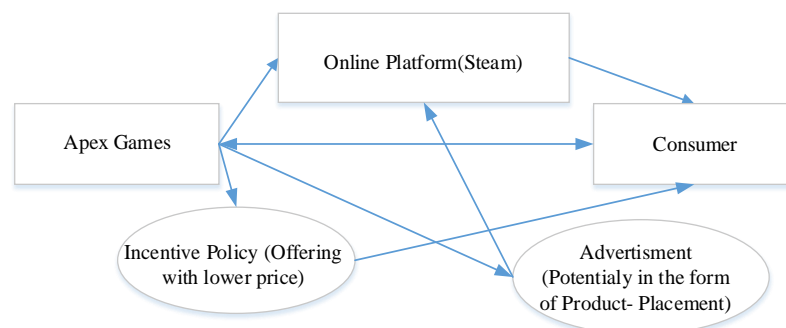 Online Platform(Steam)
Apex Games
Consumer
Incentive Policy (Offering
with lower price)
Advertisment
(Potentialy in the form
of Product- Placement)